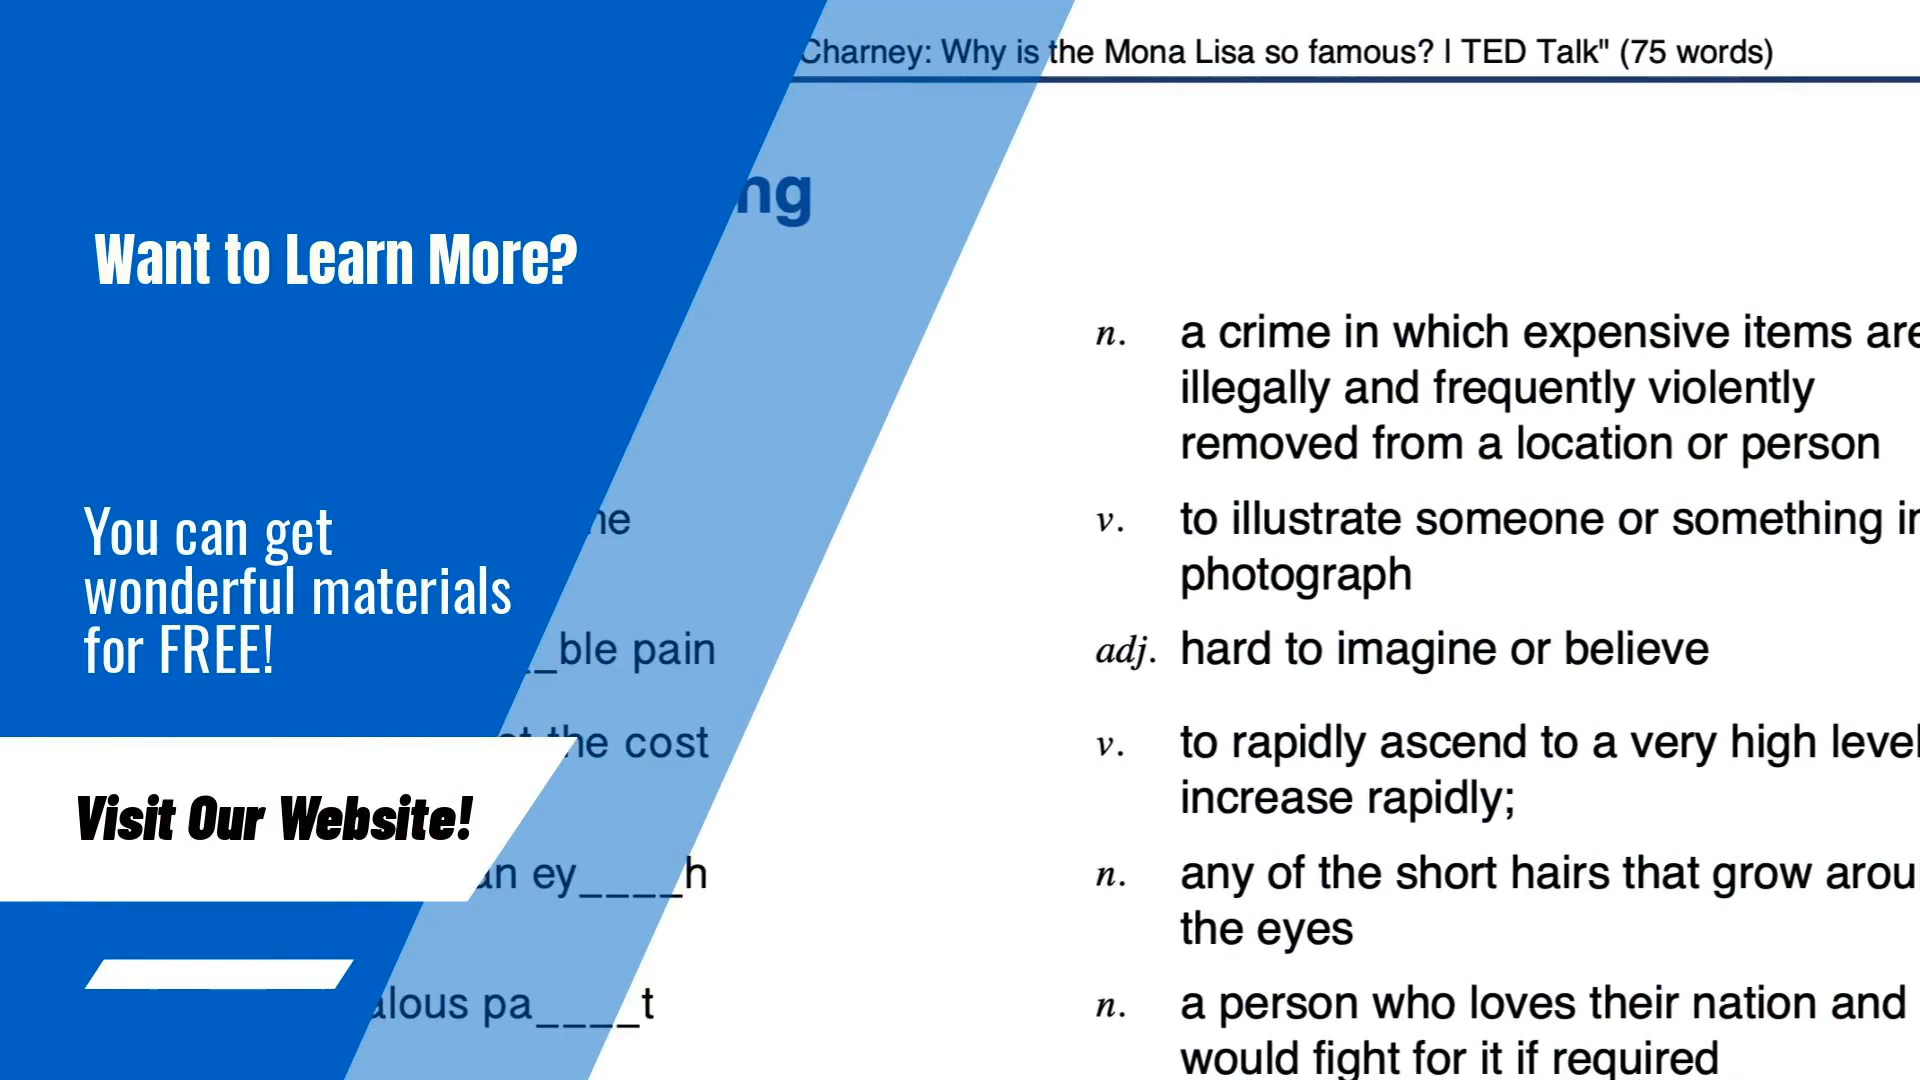 Charney: Why is the Mona Lisa so famous? | TED Talk" (75 words)
ng
Want to Learn More?
You can get
wonderful materials
for FREE!
Visit Our Website!
ne
_ble pain
the cost
an ey____h
alous pa____t
n. a crime in which expensive items are
illegally and frequently violently
removed from a location or person
v. to illustrate someone or something in
photograph
adj. hard to imagine or believe
v. to rapidly ascend to a very high level
increase rapidly;
n. any of the short hairs that grow arou
the eyes
n. a person who loves their nation and
would fight for it if required